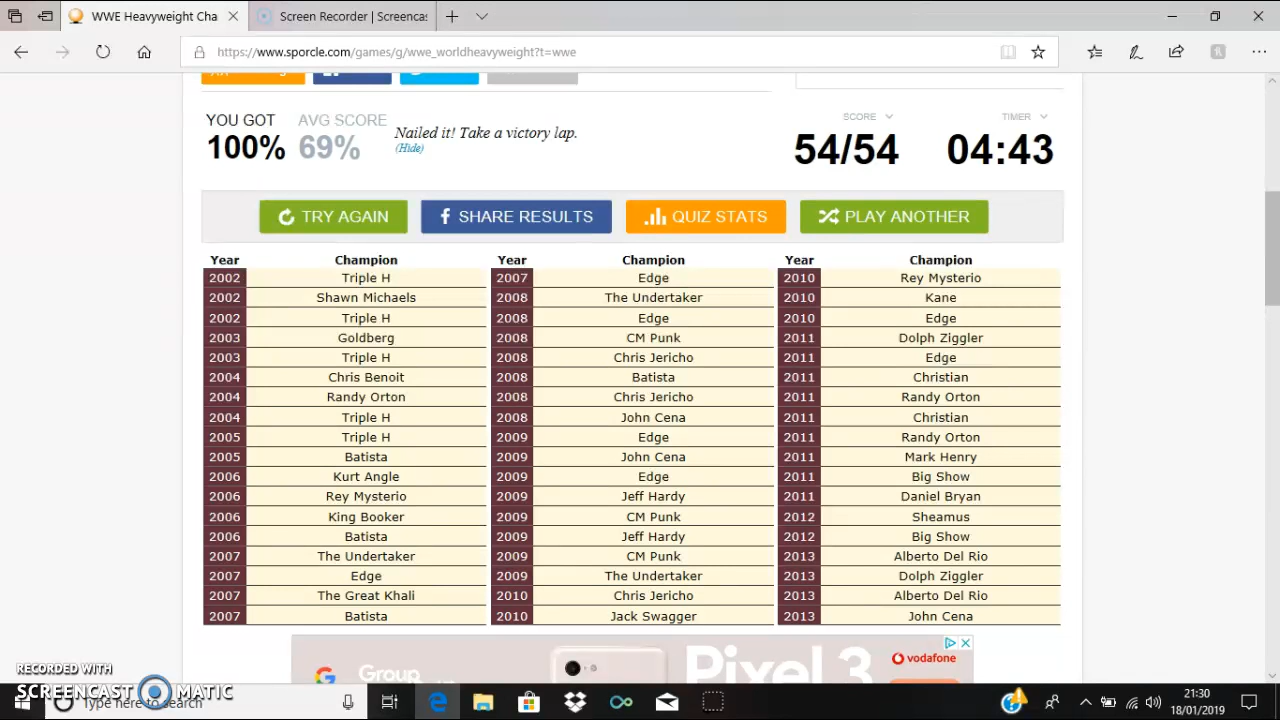 WWE Heavyweight Cha
Screen Recorder | Screencas
https://www.sporcle.com/games/g/wwe_worldheavyweight?t=wwe
YOU GOT AVG SCORE
100% 69%
Nailed it! Take a victory lap.
(Hide)
SCORE TIMER
54/54 04:43
TRY AGAIN SHARE RESULTS QUIZ STATS PLAY ANOTHER
Year Champion Year Champion Year Champion
2002 Triple H 2007 Edge 2010 Rey Mysterio
2002 Shawn Michaels 2008 The Undertaker 2010 Kane
2002 Triple H 2008 Edge 2010 Edge
2003 Goldberg 2008 CM Punk 2011 Dolph Ziggler
2003 Triple H 2008 Chris Jericho 2011 Edge
2004 Chris Benoit 2008 Batista 2011 Christian
2004 Randy Orton 2008 Chris Jericho 2011 Randy Orton
2004 Triple H 2008 John Cena 2011 Christian
2005 Triple H 2009 Edge 2011 Randy Orton
2005 Batista 2009 John Cena 2011 Mark Henry
2006 Kurt Angle 2009 Edge 2011 Big Show
2006 Rey Mysterio 2009 Jeff Hardy 2011 Daniel Bryan
2006 King Booker 2009 CM Punk 2012 Sheamus
2006 Batista 2009 Jeff Hardy 2012 Big Show
2007 The Undertaker 2009 CM Punk 2013 Alberto Del Rio
2007 Edge 2009 The Undertaker 2013 Dolph Ziggler
2007 The Great Khali 2010 Chris Jericho 2013 Alberto Del Rio
2007 Batista 2010 Jack Swagger 2013 John Cena
G Group Pixel 3 vodafone
RECORDED WITH
SCREENCAST MATIC
Type here to search
21:30
18/01/2019